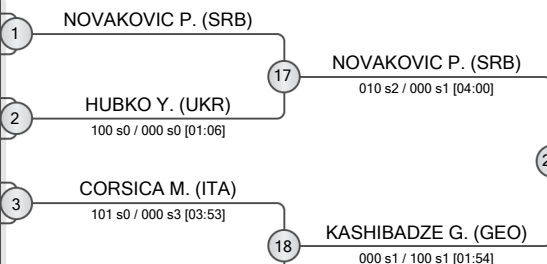 NOVAKOVIC P. (SRB)
1
17
NOVAKOVIC P. (SRB)
010 s2 / 000 s1 [04:00]
HUBKO Y. (UKR)
2
100 s0 / 000 s0 [01:06]
CORSICA M. (ITA)
3
101 s0 / 000 s3 [03:53]
18
KASHIBADZE G. (GEO)
000 s1 / 100 s1 [01:54]